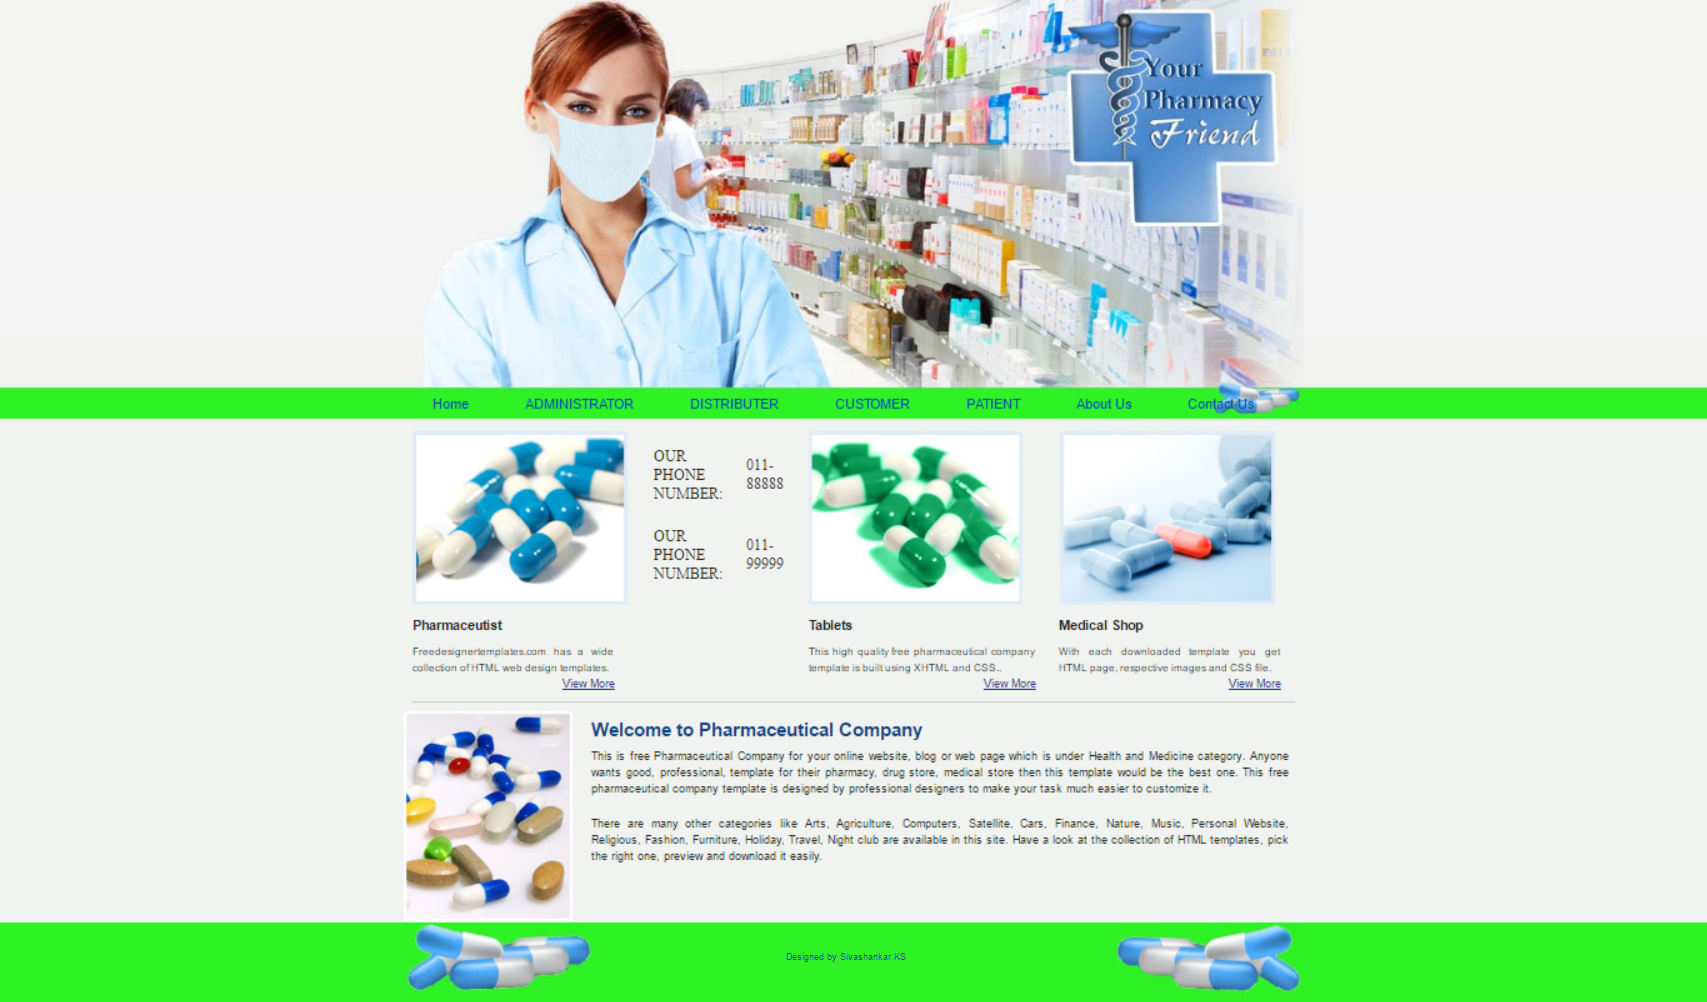 Your
Pharmacy
Friend
Home ADMINISTRATOR DISTRIBUTER CUSTOMER PATIENT About Us Contact Us
OUR
PHONE
NUMBER:
011-
88888
OUR
PHONE
NUMBER:
011-
99999
Pharmaceutist
Freedesignertemplates.com has a wide
collection of HTML web design templates.
View More
Tablets
This high quality free pharmaceutical company
template is built using XHTML and CSS..
View More
Medical Shop
With each downloaded template you get
HTML page, respective images and CSS file.
View More
Welcome to Pharmaceutical Company
This is free Pharmaceutical Company for your online website, blog or web page which is under Health and Medicine category. Anyone
wants good, professional, template for their pharmacy, drug store, medical store then this template would be the best one. This free
pharmaceutical company template is designed by professional designers to make your task much easier to customize it.
There are many other categories like Arts, Agriculture, Computers, Satellite, Cars, Finance, Nature, Music, Personal Website,
Religious, Fashion, Furniture, Holiday, Travel, Night club are available in this site. Have a look at the collection of HTML templates, pick
the right one, preview and download it easily.
Designed by Sivashankar KS